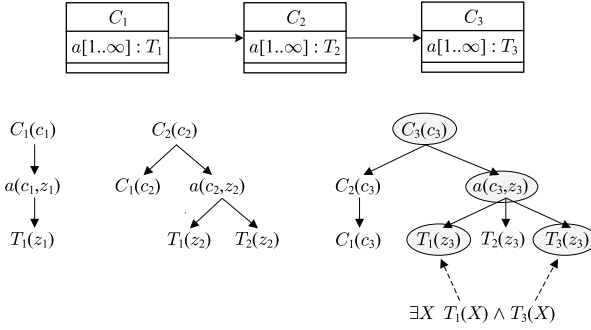 C₁ C₂ C₃
a[1..∞] : T₁ a[1..∞] : T₂ a[1..∞] : T₃
C₁(c₁) C₂(c₂) C₃(c₃)
a(c₁,z₁) C₁(c₂) a(c₂,z₂) C₂(c₃) a(c₃,z₃)
T₁(z₁) T₁(z₂) T₂(z₂) C₁(c₃) T₁(z₃) T₂(z₃) T₃(z₃)
∃X T₁(X) ∧ T₃(X)